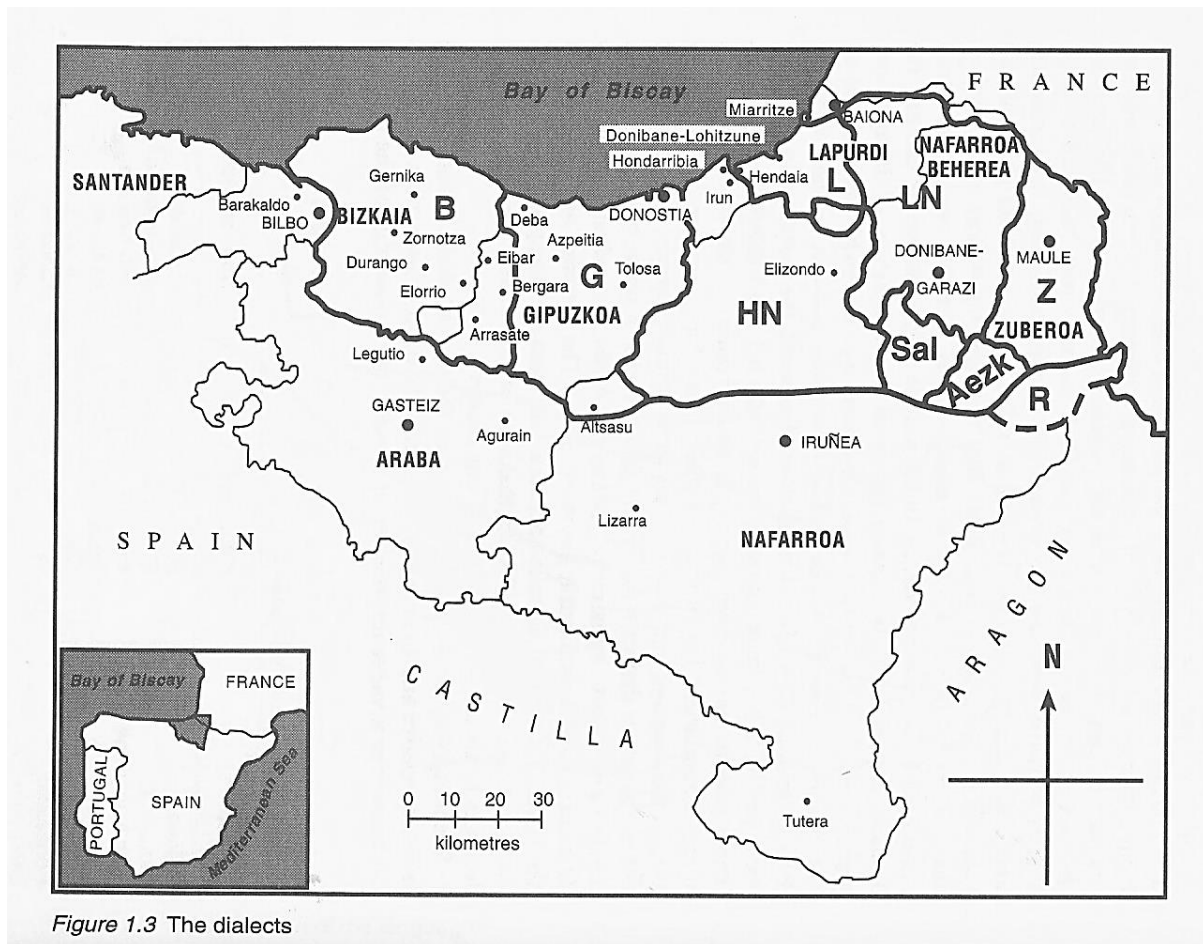 FRANCE
Bay of Biscay
Miarritze
BAIONA
Donibane-Lohitzune
LAPURDI
NAFARROA
BEHEREA
Hondarribia
Hendaia
L
LN
SANTANDER
Gernika
Irun
Barakaldo
BILBO
BIZKAIA
B
Deba
DONOSTIA
Zornotza
Azpeitia
Eibar
Durango
G
Tolosa
Elizondo
DONIBANE-
GARAZI
MAULE
Elorrio
Bergara
Z
GIPUZKOA
HN
Arrasate
ZUBEROA
Legutio
Sal
Aezk
R
GASTEIZ
Agurain
Altsasu
IRUÑEA
ARABA
Lizarra
SPAIN
NAFARROA
ARAGON
N
CASTILLA
Tutera
0 10 20 30
kilometres
Bay of Biscay
FRANCE
PORTUGAL
SPAIN
Mediterranean Sea
Figure 1.3 The dialects